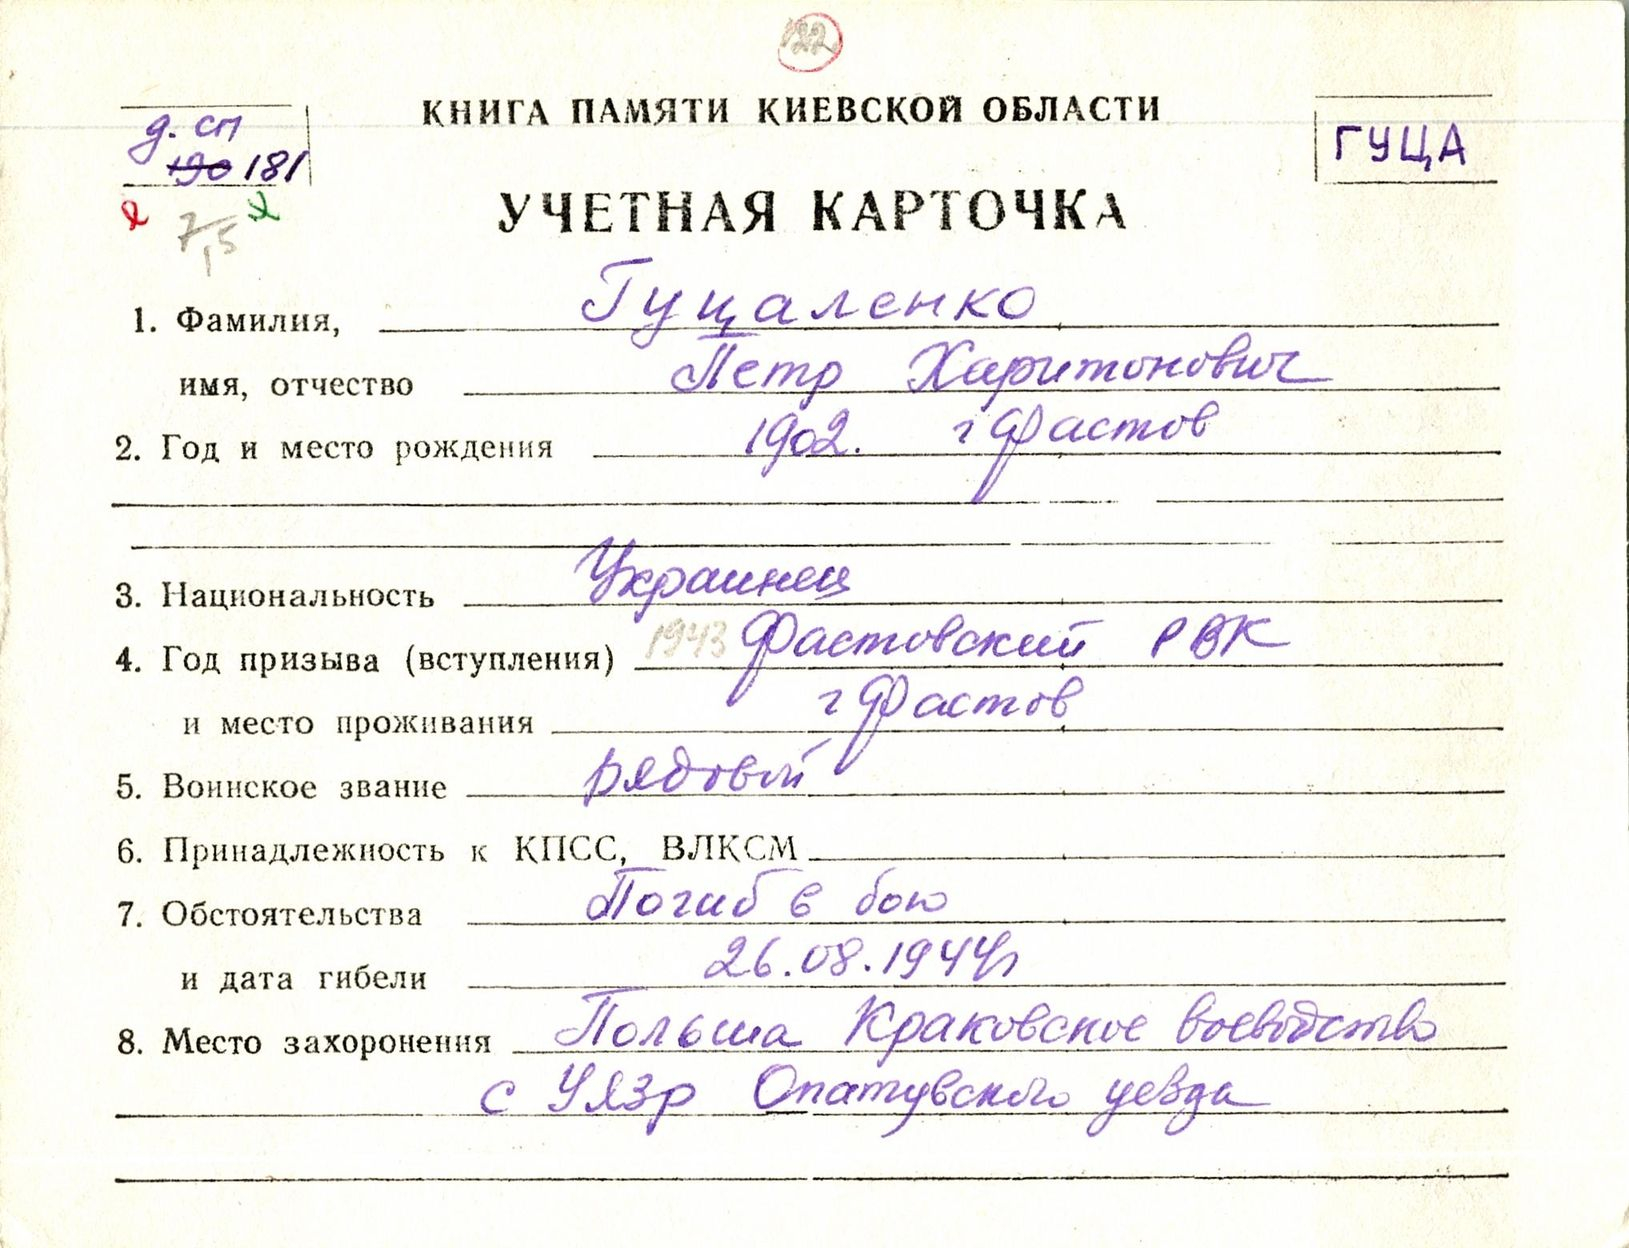 122
КНИГА ПАМЯТИ КИЕВСКОЙ ОБЛАСТИ
д. сп
190 181
ГУЦА
7,5
УЧЕТНАЯ КАРТОЧКА
1. Фамилия, Гуцаленко
имя, отчество Петр Харитонович
2. Год и место рождения 1902. г Фастов
3. Национальность Украинец
4. Год призыва (вступления) 1943 Фастовский РВК
и место проживания г Фастов
5. Воинское звание рядовой
6. Принадлежность к КПСС, ВЛКСМ
7. Обстоятельства Погиб в бою
и дата гибели 26.08.1944г
8. Место захоронения Польша Краковское воеводство
с Уязр Опатувского уезда